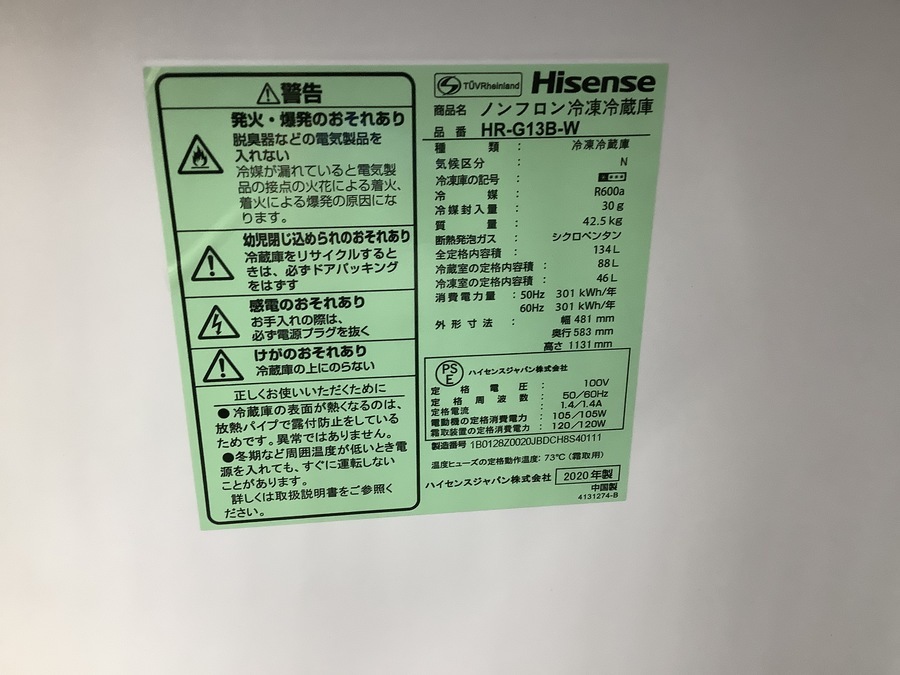 ⚠警告
発火・爆発のおそれあり
脱臭器などの電気製品を
入れない
冷媒が漏れていると電気製
品の接点の火花による着火、
着火による爆発の原因にな
ります。
幼児閉じ込められのおそれあり
冷蔵庫をリサイクルすると
きは、必ずドアパッキング
をはずす
感電のおそれあり
お手入れの際は、
必ず電源プラグを抜く
けがのおそれあり
冷蔵庫の上にのらない
正しくお使いいただくために
●冷蔵庫の表面が熱くなるのは、
放熱パイプで露付防止をしている
ためです。異常ではありません。
●冬期など周囲温度が低いとき電
源を入れても、すぐに運転しない
ことがあります。
詳しくは取扱説明書をご参照く
ださい。
TÜVRheinland Hisense
商品名 ノンフロン冷凍冷蔵庫
品番 HR-G13B-W
種類 : 冷凍冷蔵庫
気候区分 : N
冷凍庫の記号 :
冷媒 : R600a
冷媒封入量 : 30 g
質量 : 42.5 kg
断熱発泡ガス : シクロペンタン
全定格内容積 : 134 L
冷蔵室の定格内容積 : 88 L
冷凍室の定格内容積 : 46 L
消費電力量 : 50Hz 301 kWh/年
60Hz 301 kWh/年
外形寸法 : 幅 481 mm
奥行 583 mm
高さ 1131 mm
PSE ハイセンスジャパン株式会社
定格電圧 : 100V
定格周波数 : 50/60Hz
定格電流 : 1.4/1.4A
電動機の定格消費電力 : 105/105W
霜取装置の定格消費電力 : 120/120W
製造番号 1B0128Z0020JBDCH8S40111
温度ヒューズの定格動作温度: 73℃ (霜取用)
ハイセンスジャパン株式会社 2020年製
中国製
4131274-B